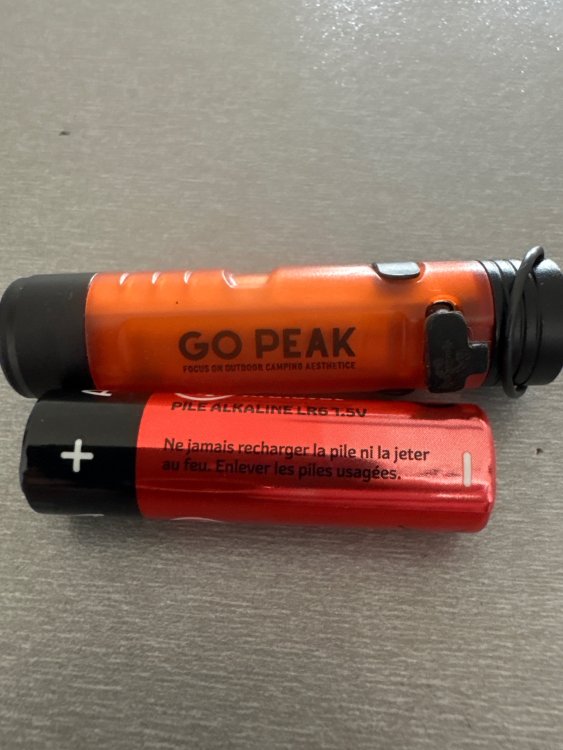 GO PEAK
FOCUS ON OUTDOOR CAMPING AESTHETICE
PILE ALKALINE LR6 1.5V
Ne jamais recharger la pile ni la jeter
au feu. Enlever les piles usagées.
+
-